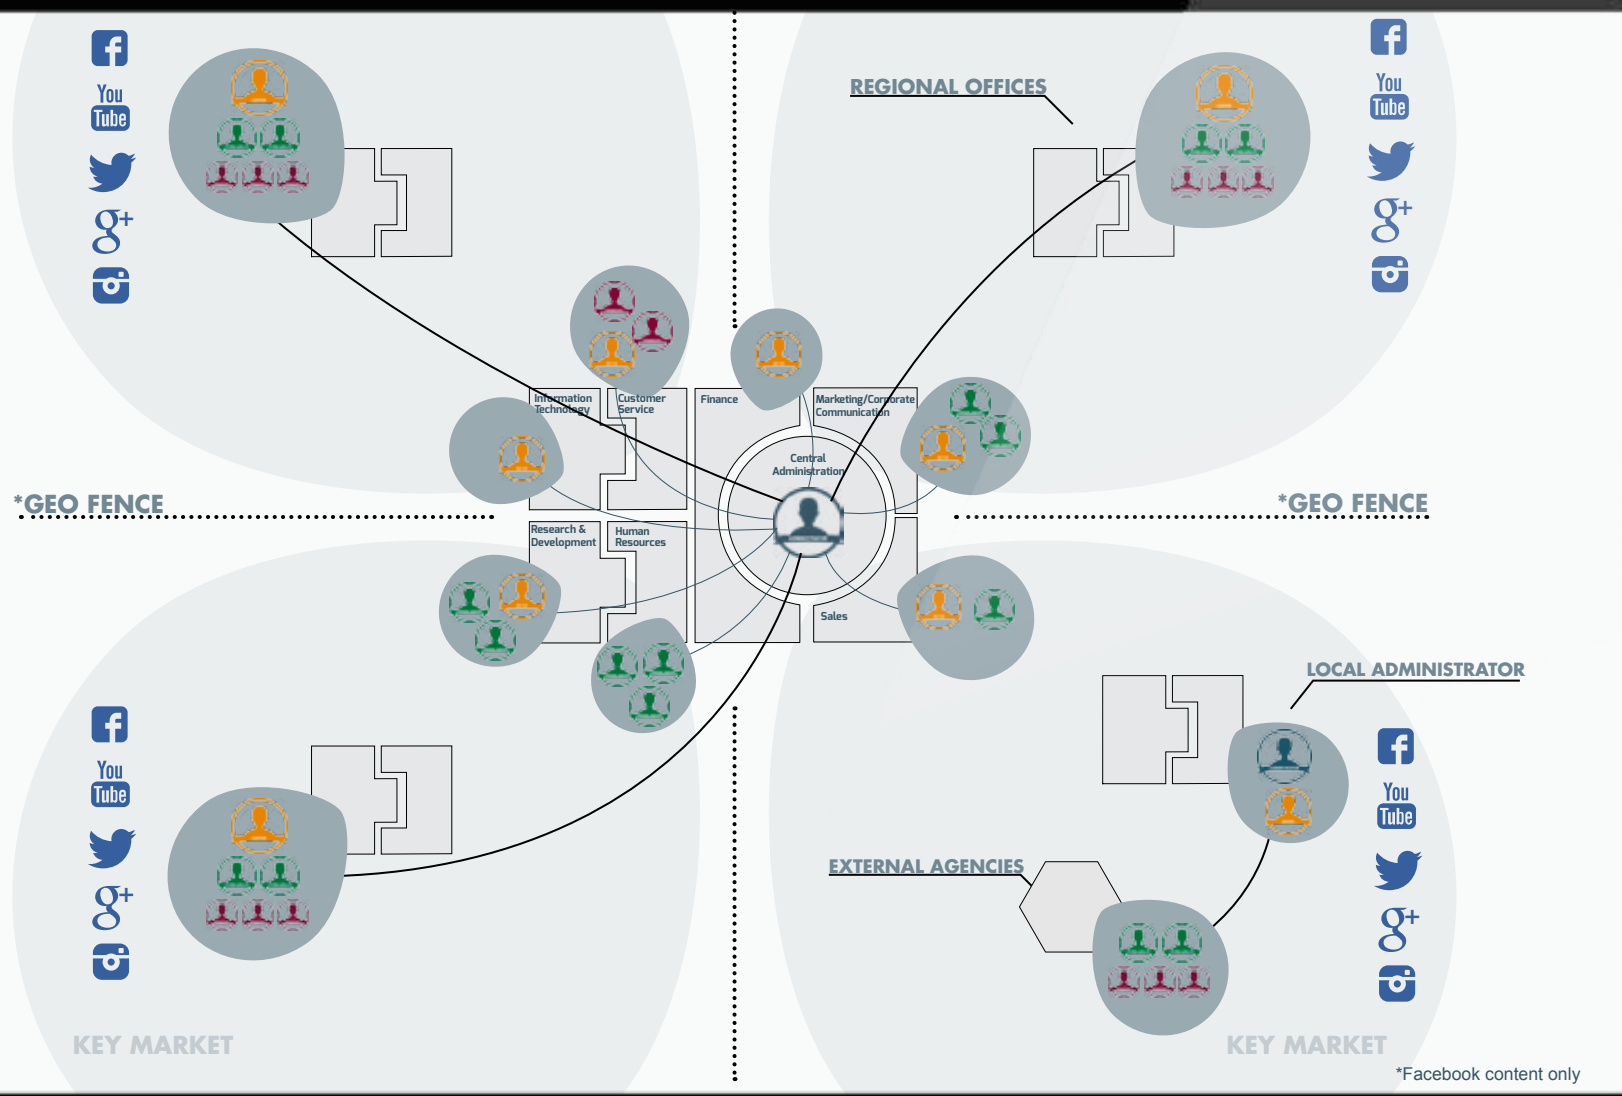 You
Tube
g+
REGIONAL OFFICES
You
Tube
g+
Information
Technology
Customer
Service
Finance
Marketing/Corporate
Communication
Central
Administration
*GEO FENCE
*GEO FENCE
Research &
Development
Human
Resources
Sales
LOCAL ADMINISTRATOR
You
Tube
g+
EXTERNAL AGENCIES
You
Tube
g+
KEY MARKET
KEY MARKET
*Facebook content only